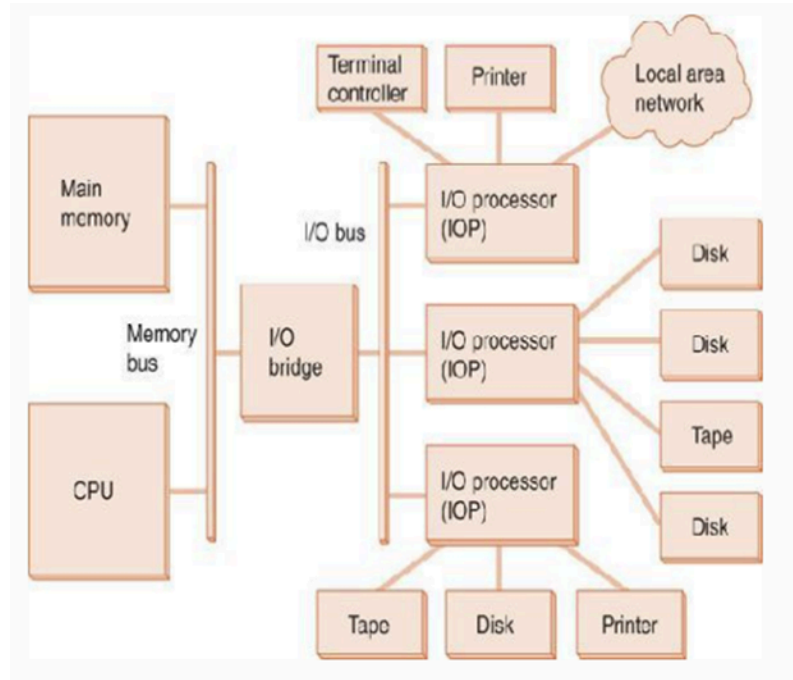 Terminal
controller
Printer
Local area
network
Main
memory
I/O processor
(IOP)
I/O bus
Disk
Memory
bus
I/O
bridge
I/O processor
(IOP)
Disk
Tape
CPU
I/O processor
(IOP)
Disk
Tape
Disk
Printer